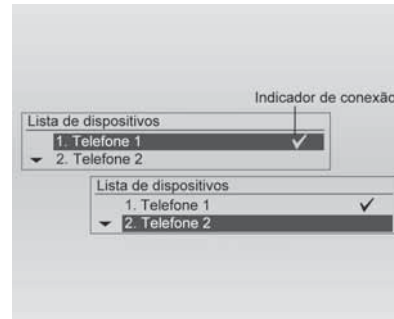 Indicador de conexão
Lista de dispositivos
1. Telefone 1
2. Telefone 2
Lista de dispositivos
1. Telefone 1
2. Telefone 2